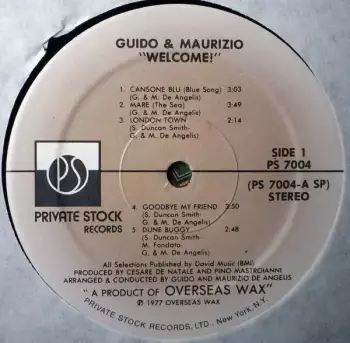 GUIDO & MAURIZIO
"WELCOME!"
1. CANSONE BLU (Blue Song) 3:03
(G. & M. De Angelis)
2. MARE (The Sea) 3:49
(G. & M. De Angelis)
3. LONDON TOWN 2:14
(S. Duncan Smith-
G. & M. De Angelis)
SIDE 1
PS 7004
PS
PRIVATE STOCK
RECORDS
(PS 7004-A SP)
STEREO
4. GOODBYE MY FRIEND 3:50
(S. Duncan Smith-
G. & M. De Angelis)
5. DUNE BUGGY 2:48
(S. Duncan Smith-
M. Fondato-
G. & M. De Angelis)
All Selections Published by David Music (BMI)
PRODUCED BY CESARE DE NATALE AND PINO MASTROIANNI
ARRANGED & CONDUCTED BY GUIDO AND MAURIZIO DE ANGELIS
"A PRODUCT OF OVERSEAS WAX"
℗ 1977 OVERSEAS WAX
PRIVATE STOCK RECORDS, LTD., New York, N.Y.